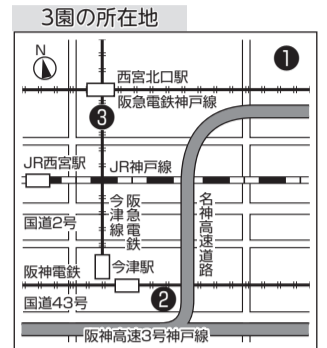 3園の所在地
N
❶
西宮北口駅
阪急電鉄神戸線
❸
JR西宮駅
JR神戸線
国道2号
阪急電鉄
今津線
名神高速道路
阪神電鉄
今津駅
国道43号
❷
阪神高速3号神戸線